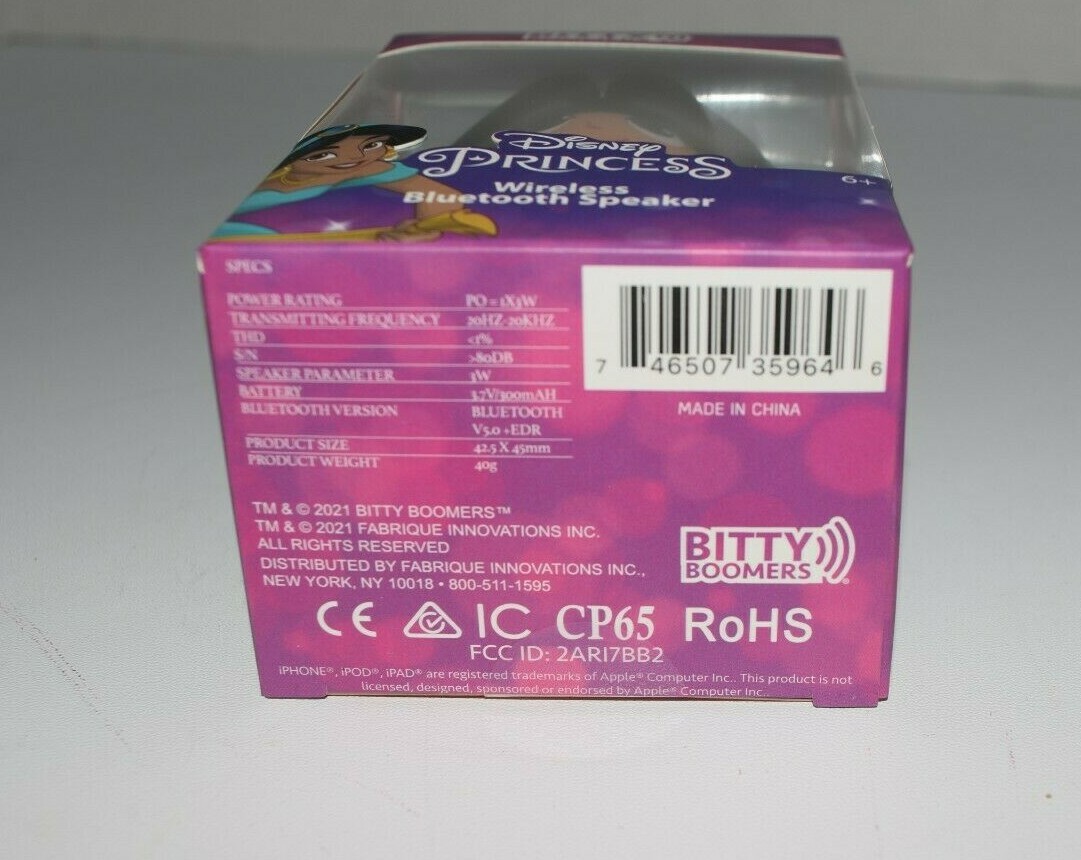 Disney
PRINCESS
Wireless
Bluetooth Speaker
6+
SPECS
POWER RATING PO = 1X3W
TRANSMITTING FREQUENCY 20HZ-20KHZ
THD <1%
S/N >80DB
SPEAKER PARAMETER 3W
BATTERY 3.7V/300mAH
BLUETOOTH VERSION BLUETOOTH
V5.0 +EDR
PRODUCT SIZE 42.5 X 45mm
PRODUCT WEIGHT 40g
7 46507 35964 6
MADE IN CHINA
TM & © 2021 BITTY BOOMERS™
TM & © 2021 FABRIQUE INNOVATIONS INC.
ALL RIGHTS RESERVED
DISTRIBUTED BY FABRIQUE INNOVATIONS INC.,
NEW YORK, NY 10018 • 800-511-1595
BITTY
BOOMERS®
CE IC CP65 RoHS
FCC ID: 2ARI7BB2
iPHONE®, iPOD®, iPAD® are registered trademarks of Apple® Computer Inc.. This product is not
licensed, designed, sponsored or endorsed by Apple® Computer Inc.